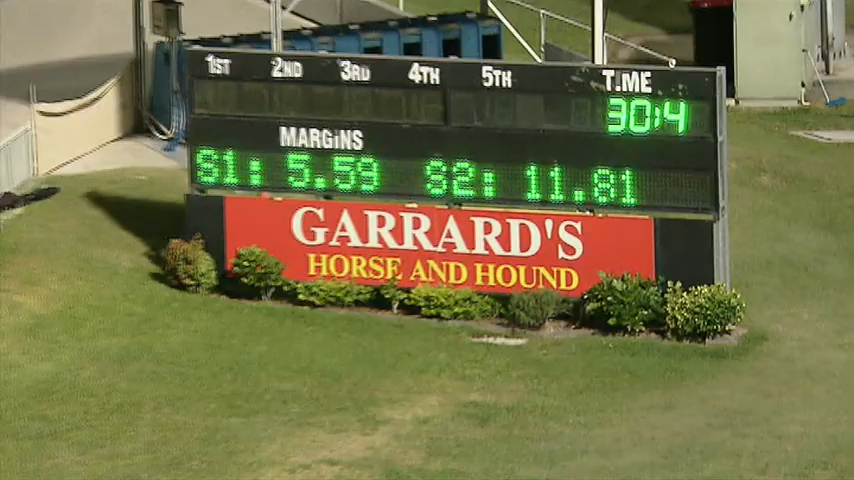 1ST 2ND 3RD 4TH 5TH TIME
30:4
MARGINS
S1: 5.59 S2: 11.81
GARRARD'S
HORSE AND HOUND